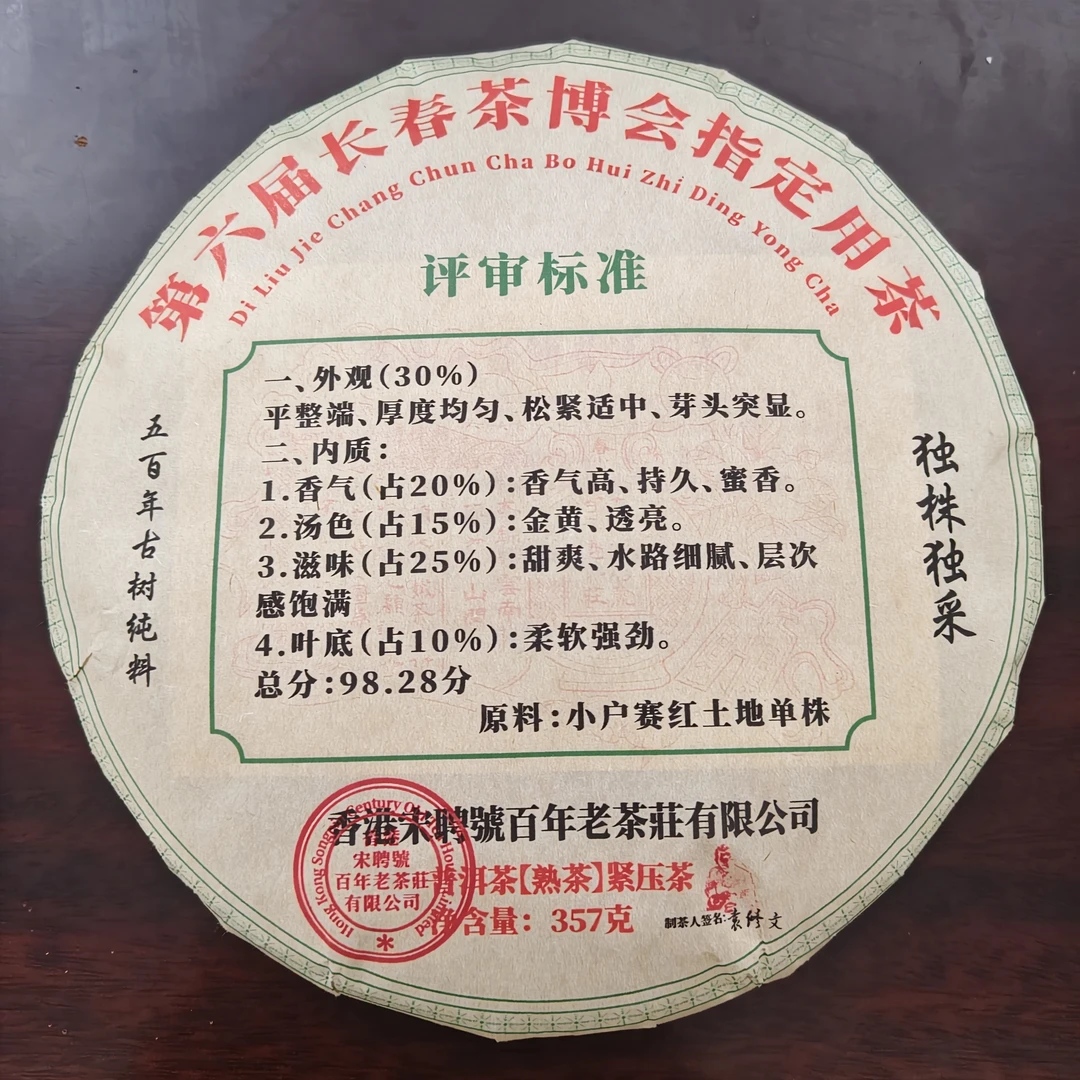 第六届长春茶博会指定用茶
Di Liu Jie Chang Chun Cha Bo Hui Zhi Ding Yong Cha
评审标准
一、外观(30%)
平整端、厚度均匀、松紧适中、芽头突显。
二、内质:
1.香气(占20%):香气高、持久、蜜香。
2.汤色(占15%):金黄、透亮。
3.滋味(占25%):甜爽、水路细腻、层次
感饱满
4.叶底(占10%):柔软强劲。
总分:98.28分
原料:小户赛红土地单株
五百年古树纯料
独株独采
香港宋聘號百年老茶莊有限公司
普洱茶【熟茶】紧压茶
净含量: 357克
制茶人签名:袁修文
宋聘號
百年老茶莊
有限公司
Hong Kong Song Century Limited